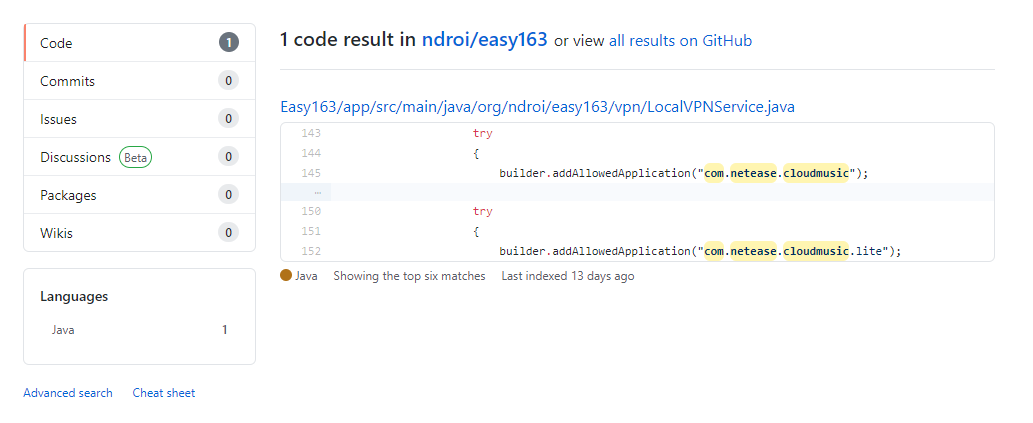 Code 1
Commits 0
Issues 0
Discussions Beta 0
Packages 0
Wikis 0
Languages
Java 1
Advanced search Cheat sheet
1 code result in ndroi/easy163 or view all results on GitHub
Easy163/app/src/main/java/org/ndroi/easy163/vpn/LocalVPNService.java
143 try
144 {
145 builder.addAllowedApplication("com.netease.cloudmusic");
…
150 try
151 {
152 builder.addAllowedApplication("com.netease.cloudmusic.lite");
Java Showing the top six matches Last indexed 13 days ago